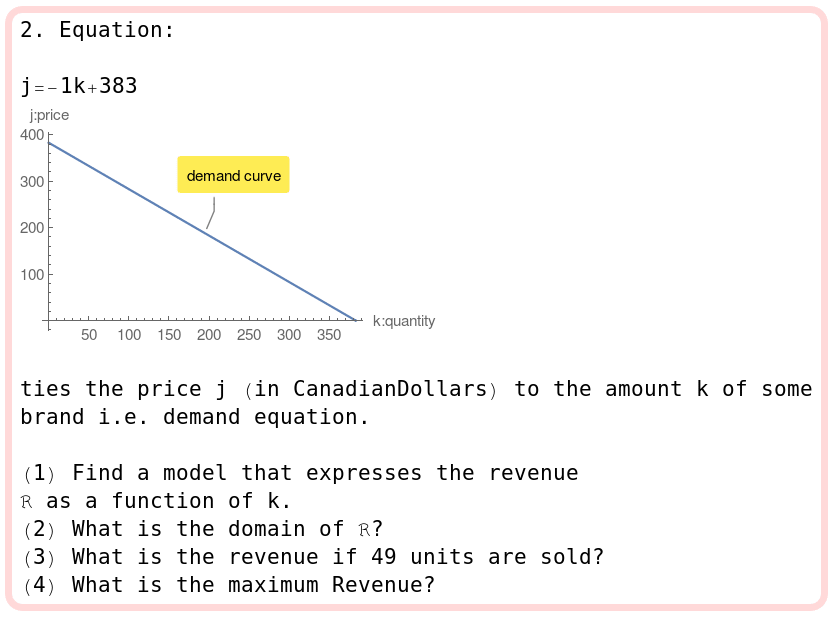 2. Equation:
j=-1k+383
j:price
400
demand curve
300
200
100
k:quantity
50 100 150 200 250 300 350
ties the price j (in CanadianDollars) to the amount k of some
brand i.e. demand equation.
(1) Find a model that expresses the revenue
ℛ as a function of k.
(2) What is the domain of ℛ?
(3) What is the revenue if 49 units are sold?
(4) What is the maximum Revenue?